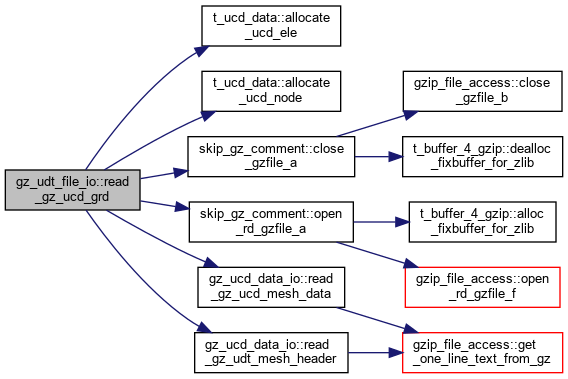 t_ucd_data::allocate
_ucd_ele
t_ucd_data::allocate
_ucd_node
gzip_file_access::close
_gzfile_b
skip_gz_comment::close
_gzfile_a
t_buffer_4_gzip::dealloc
_fixbuffer_for_zlib
gz_udt_file_io::read
_gz_ucd_grd
skip_gz_comment::open
_rd_gzfile_a
t_buffer_4_gzip::alloc
_fixbuffer_for_zlib
gz_ucd_data_io::read
_gz_ucd_mesh_data
gzip_file_access::open
_rd_gzfile_f
gz_ucd_data_io::read
_gz_udt_mesh_header
gzip_file_access::get
_one_line_text_from_gz